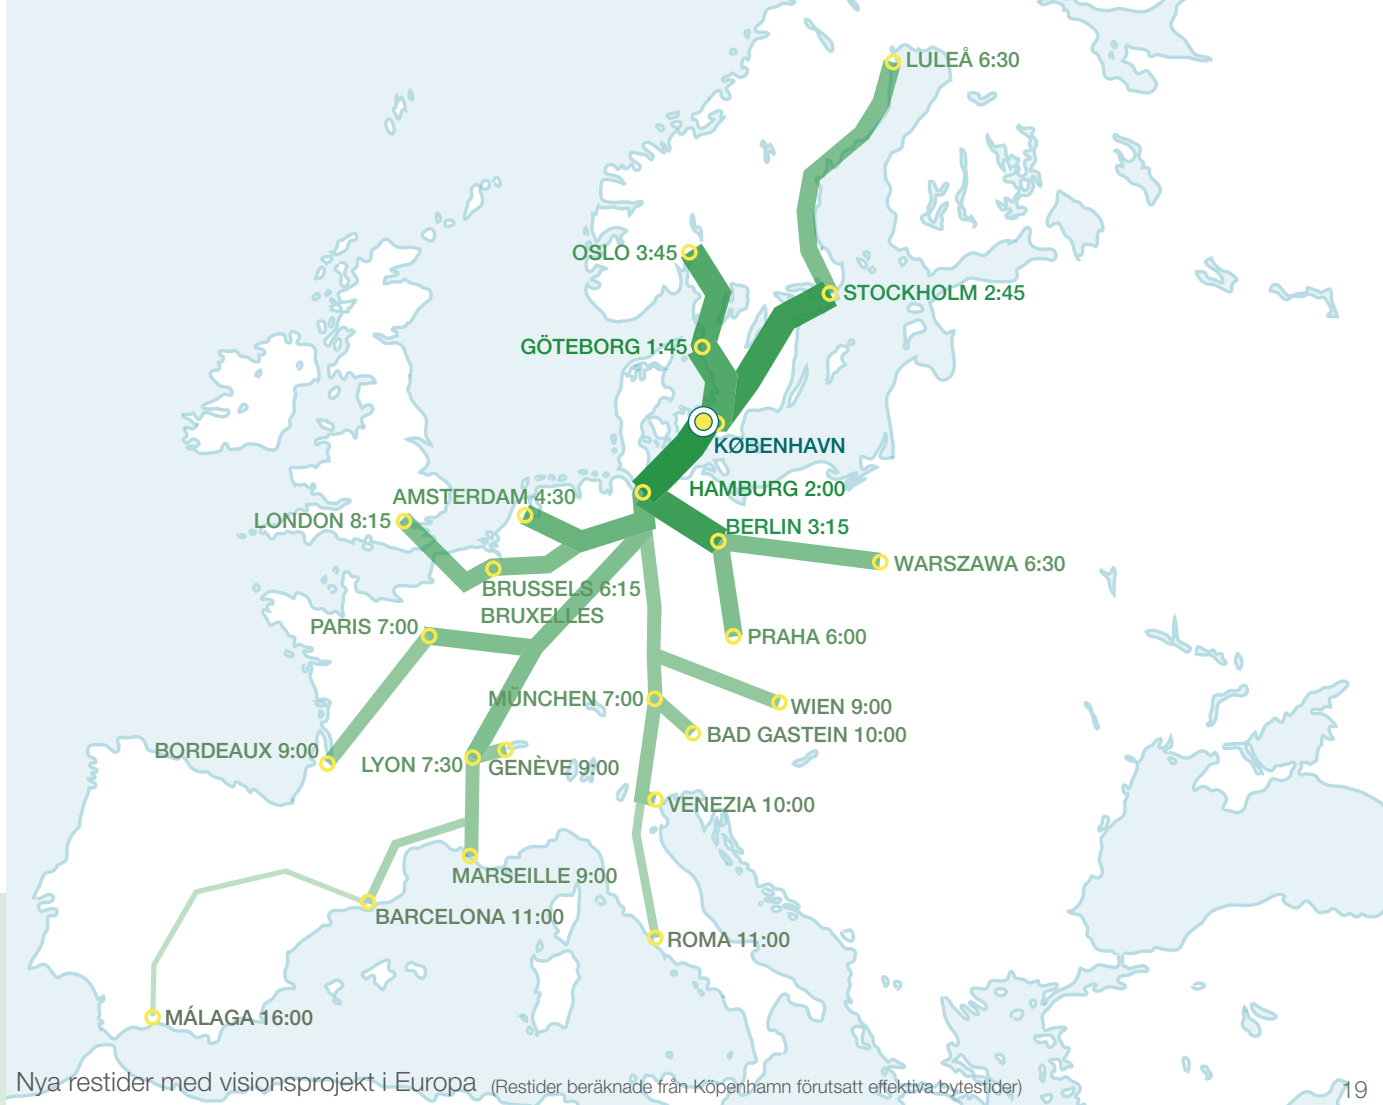 LULEÅ 6:30
OSLO 3:45
STOCKHOLM 2:45
GÖTEBORG 1:45
KØBENHAVN
HAMBURG 2:00
AMSTERDAM 4:30
LONDON 8:15
BERLIN 3:15
WARSZAWA 6:30
BRUSSELS 6:15
BRUXELLES
PARIS 7:00
PRAHA 6:00
MÜNCHEN 7:00
WIEN 9:00
BAD GASTEIN 10:00
BORDEAUX 9:00
LYON 7:30
GENÈVE 9:00
VENEZIA 10:00
MARSEILLE 9:00
BARCELONA 11:00
ROMA 11:00
MÁLAGA 16:00
Nya restider med visionsprojekt i Europa (Restider beräknade från Köpenhamn förutsatt effektiva bytestider)
19